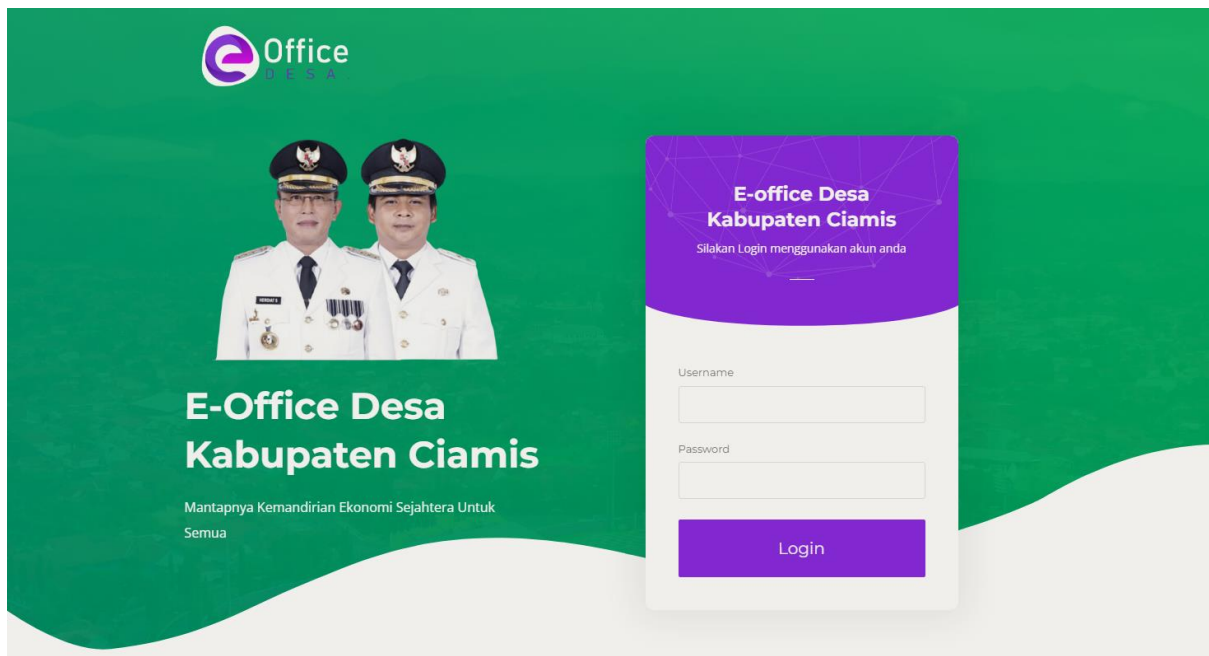 e Office
DESA
E-Office Desa
Kabupaten Ciamis
Mantapnya Kemandirian Ekonomi Sejahtera Untuk
Semua
E-office Desa
Kabupaten Ciamis
Silakan Login menggunakan akun anda
Username
Password
Login